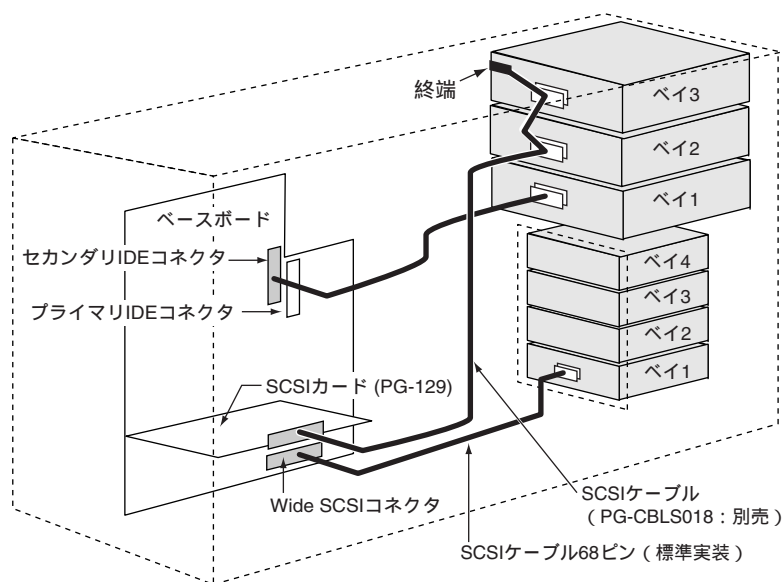 終端
ベイ3
ベイ2
ベイ1
ベースボード
セカンダリIDEコネクタ
プライマリIDEコネクタ
ベイ4
ベイ3
ベイ2
ベイ1
SCSIカード (PG-129)
Wide SCSIコネクタ
SCSIケーブル
(PG-CBLS018：別売)
SCSIケーブル68ピン(標準実装)